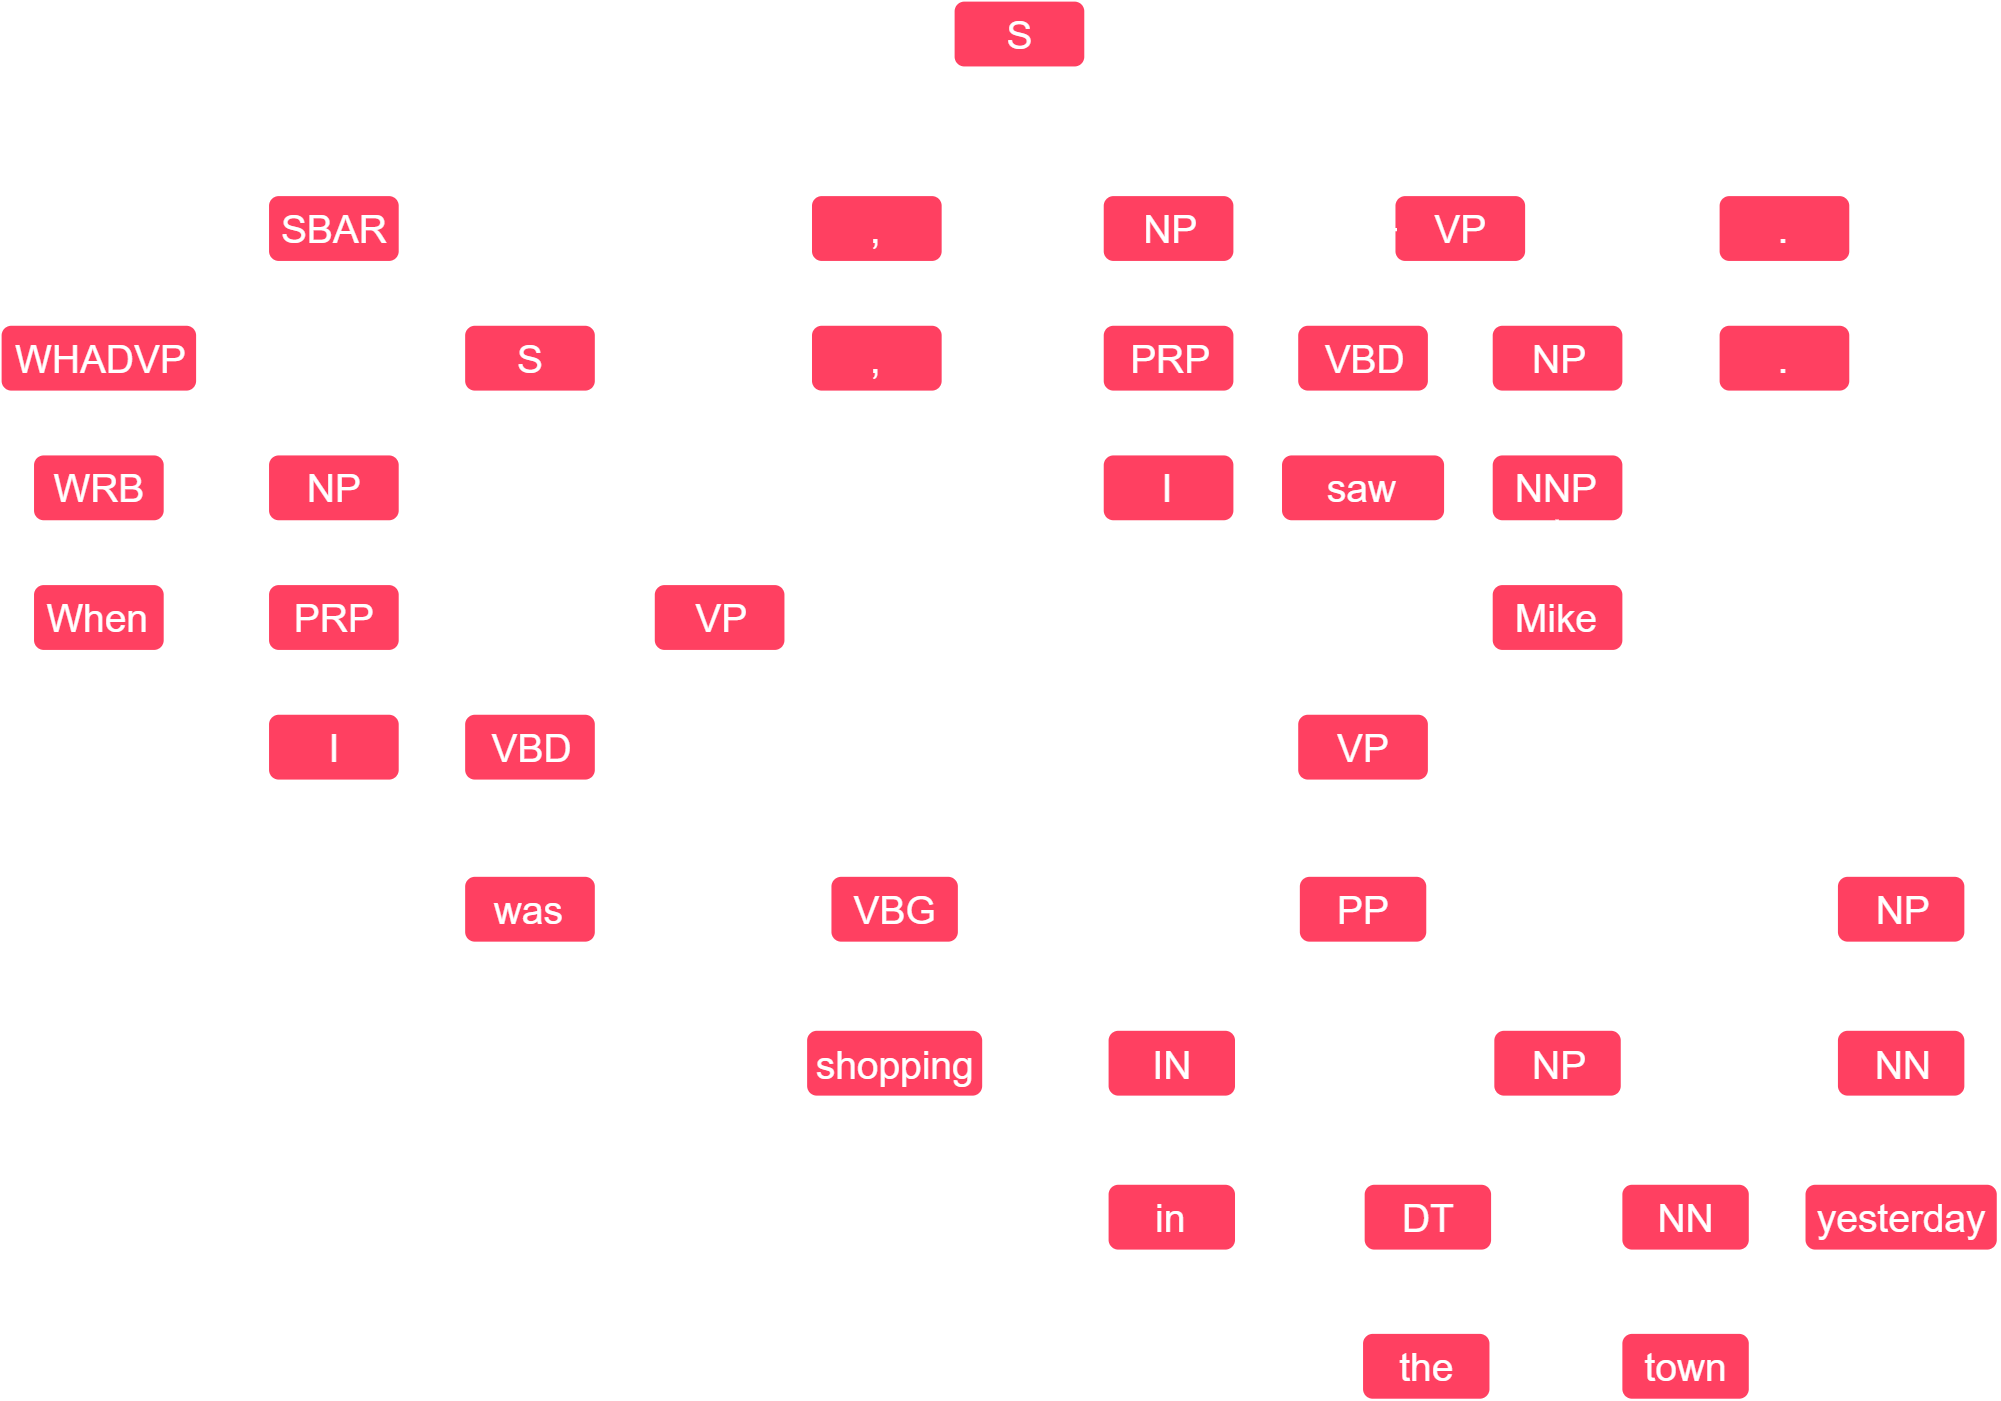 S
SBAR , NP VP .
WHADVP S , PRP VBD NP .
WRB NP I saw NNP
When PRP VP Mike
I VBD VP
was VBG PP NP
shopping IN NP NN
in DT NN yesterday
the town